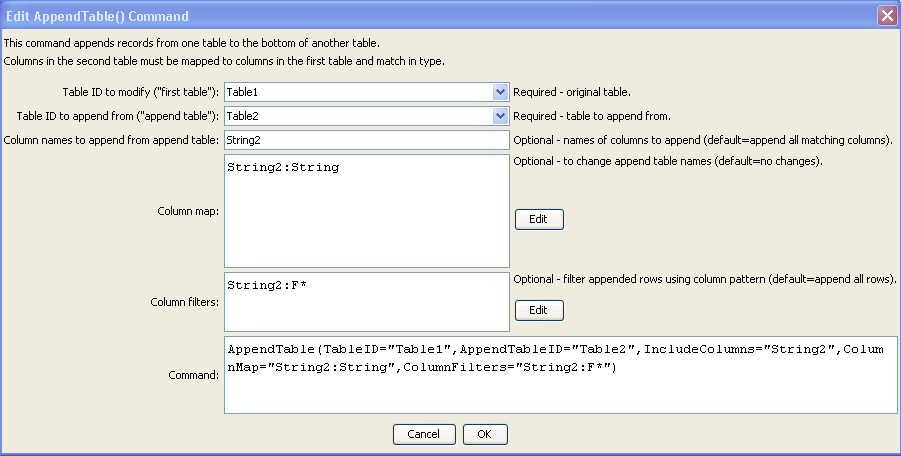 Edit AppendTable() Command
This command appends records from one table to the bottom of another table.
Columns in the second table must be mapped to columns in the first table and match in type.
Table ID to modify ("first table"): Table1 Required - original table.
Table ID to append from ("append table"): Table2 Required - table to append from.
Column names to append from append table: String2 Optional - names of columns to append (default=append all matching columns).
String2:String Optional - to change append table names (default=no changes).
Column map: Edit
String2:F* Optional - filter appended rows using column pattern (default=append all rows).
Column filters: Edit
AppendTable(TableID="Table1",AppendTableID="Table2",IncludeColumns="String2",Colum
nMap="String2:String",ColumnFilters="String2:F*")
Command:
Cancel OK